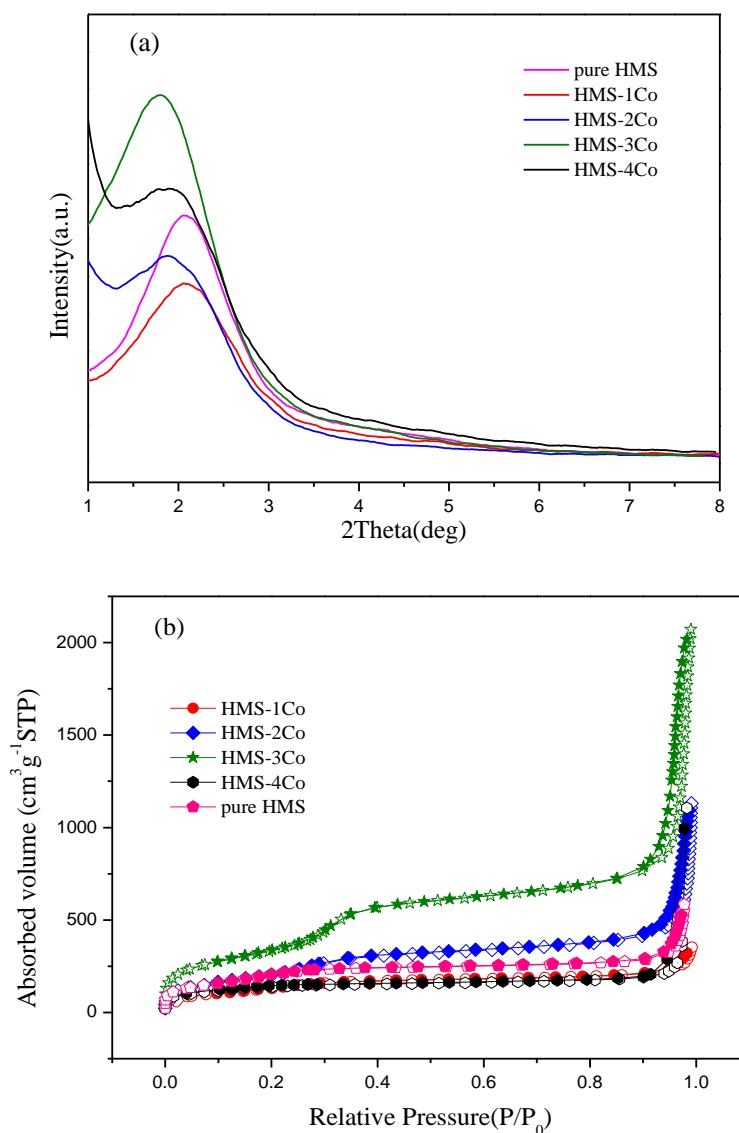 (a)
pure HMS
HMS-1Co
HMS-2Co
HMS-3Co
HMS-4Co
Intensity(a.u.)
1 2 3 4 5 6 7 8
2Theta(deg)
(b)
2000
1500
1000
500
0
HMS-1Co
HMS-2Co
HMS-3Co
HMS-4Co
pure HMS
Absorbed volume (cm³g⁻¹STP)
0.0 0.2 0.4 0.6 0.8 1.0
Relative Pressure(P/P₀)